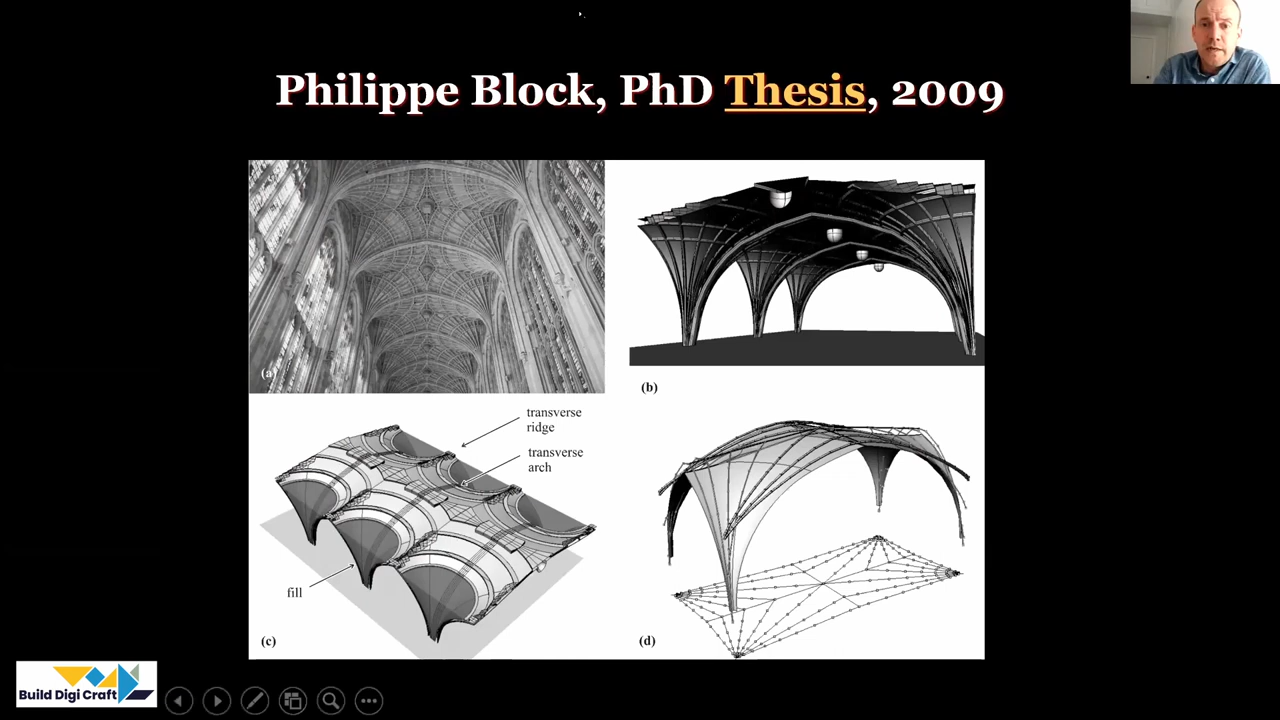 Philippe Block, PhD Thesis, 2009
(a)
(b)
transverse
ridge
transverse
arch
fill
(c)
(d)
Build Digi Craft